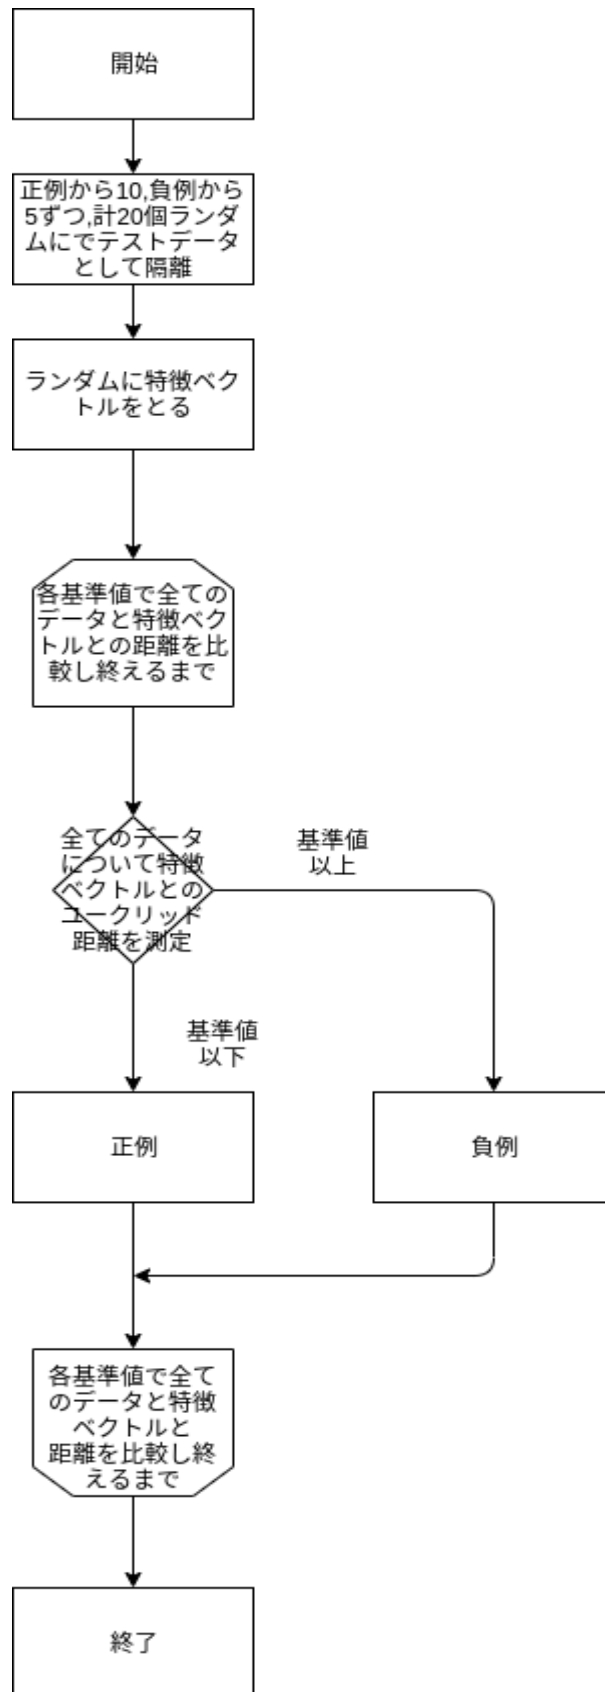 開始
正例から10,負例から
5ずつ,計20個ランダ
ムにでテストデータ
として隔離
ランダムに特徴ベク
トルをとる
各基準値で全ての
データと特徴ベク
トルとの距離を比
較し終えるまで
全てのデータ
について特徴
ベクトルとの
ユークリッド
距離を測定
基準値
以上
基準値
以下
正例
負例
各基準値で全て
のデータと特徴
ベクトルと
距離を比較し終
えるまで
終了